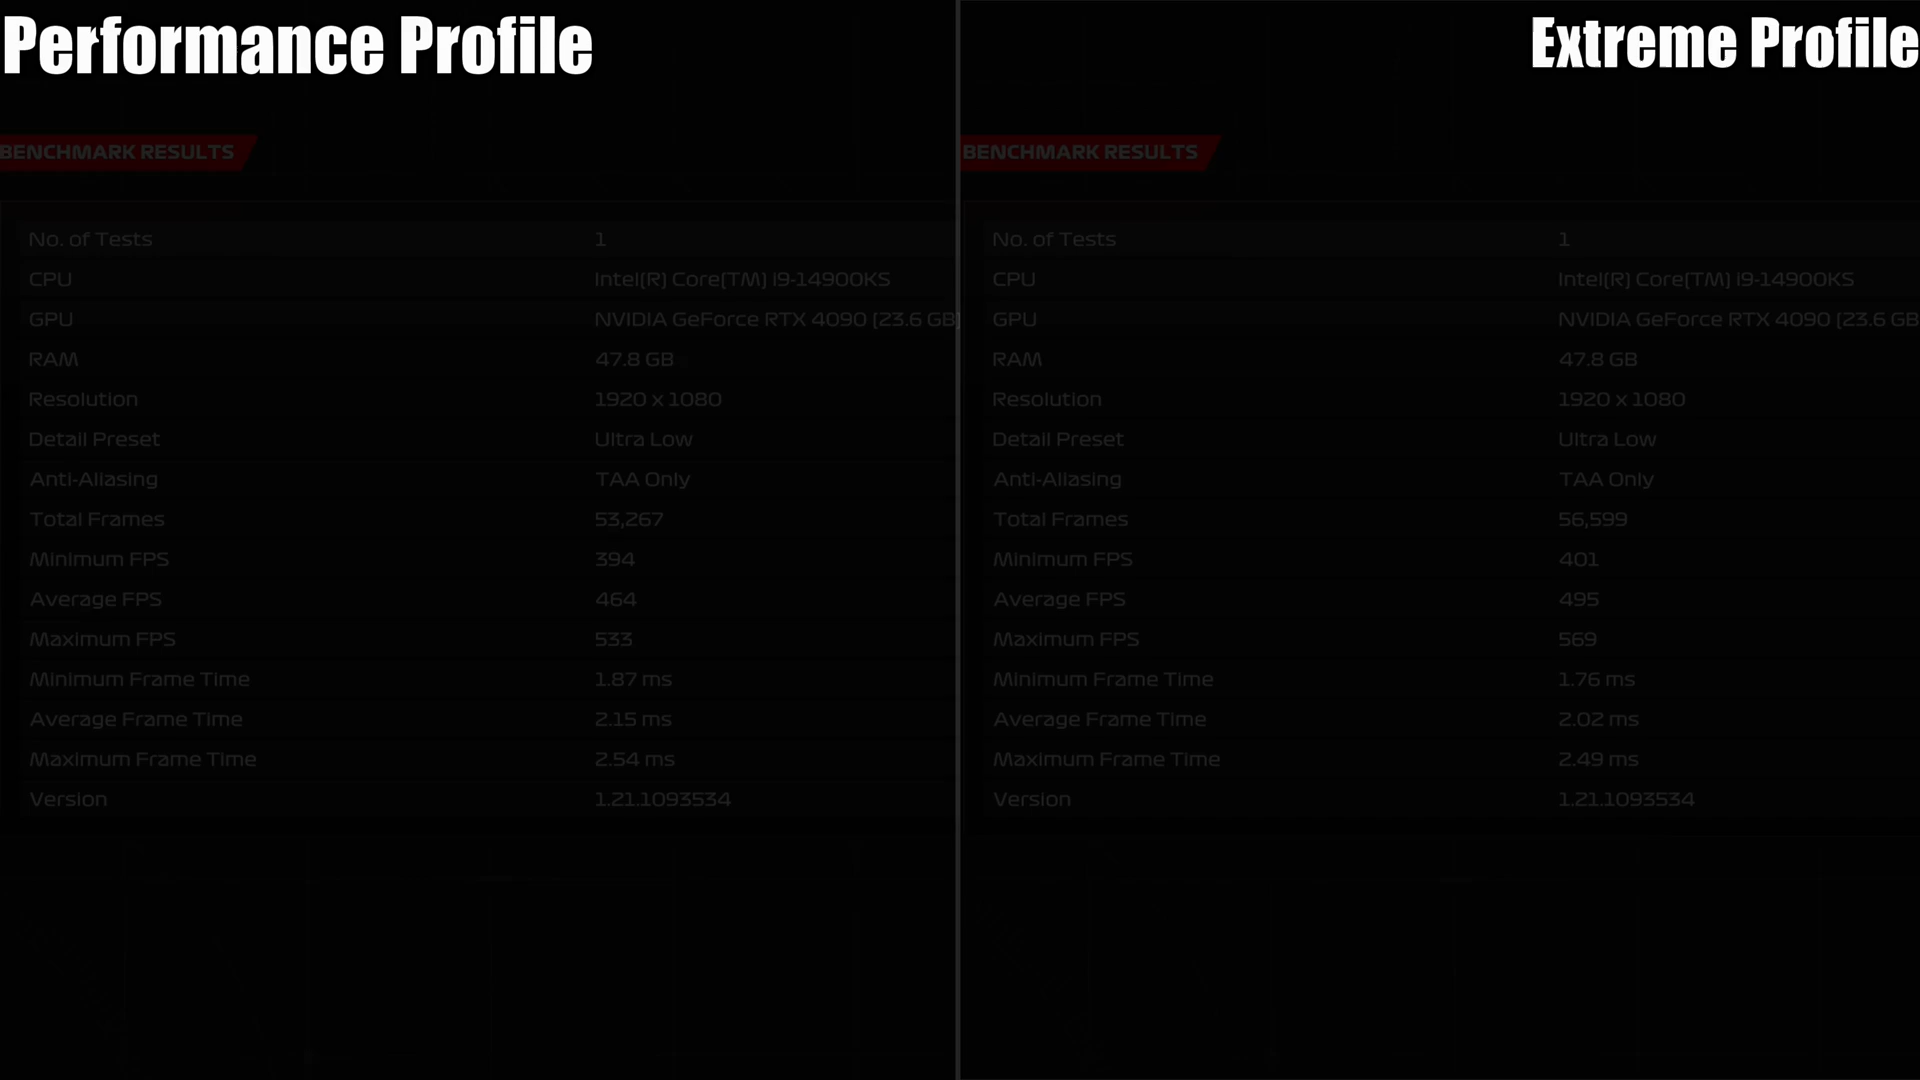 Performance Profile
BENCHMARK RESULTS
No. of Tests 1
CPU Intel(R) Core(TM) i9-14900KS
GPU NVIDIA GeForce RTX 4090 (23.6 GB)
RAM 47.8 GB
Resolution 1920 x 1080
Detail Preset Ultra Low
Anti-Aliasing TAA Only
Total Frames 53,267
Minimum FPS 394
Average FPS 464
Maximum FPS 533
Minimum Frame Time 1.87 ms
Average Frame Time 2.15 ms
Maximum Frame Time 2.54 ms
Version 1.21.1093534
Extreme Profile
BENCHMARK RESULTS
No. of Tests 1
CPU Intel(R) Core(TM) i9-14900KS
GPU NVIDIA GeForce RTX 4090 (23.6 GB
RAM 47.8 GB
Resolution 1920 x 1080
Detail Preset Ultra Low
Anti-Aliasing TAA Only
Total Frames 56,599
Minimum FPS 401
Average FPS 495
Maximum FPS 569
Minimum Frame Time 1.76 ms
Average Frame Time 2.02 ms
Maximum Frame Time 2.49 ms
Version 1.21.1093534